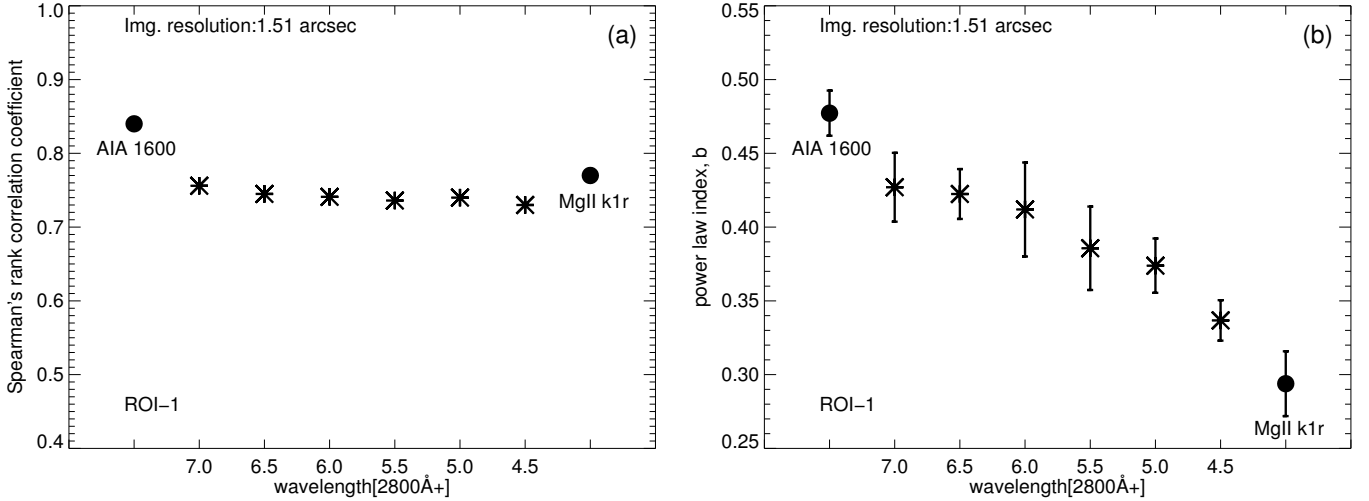 Img. resolution:1.51 arcsec
(a)
1.0
0.9
0.8
0.7
0.6
0.5
0.4
Spearman's rank correlation coefficient
AIA 1600
MgII k1r
ROI−1
7.0 6.5 6.0 5.5 5.0 4.5
wavelength[2800Å+]
Img. resolution:1.51 arcsec
(b)
0.55
0.50
0.45
0.40
0.35
0.30
0.25
power law index, b
AIA 1600
ROI−1
MgII k1r
7.0 6.5 6.0 5.5 5.0 4.5
wavelength[2800Å+]